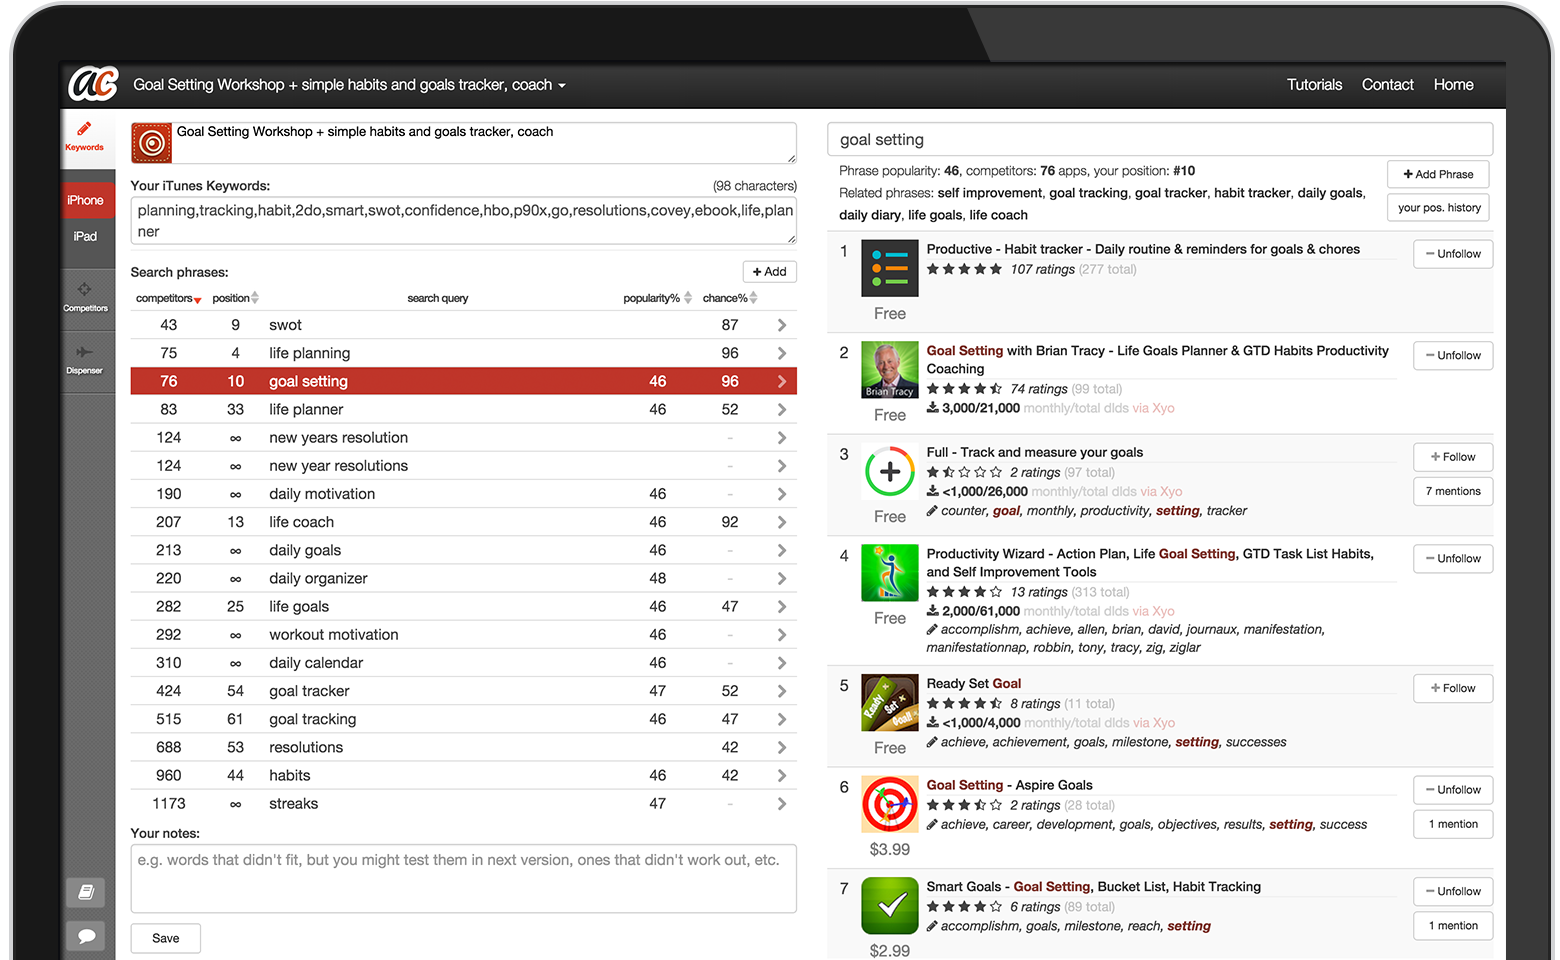 ac
Goal Setting Workshop + simple habits and goals tracker, coach
Tutorials Contact Home
Keywords
iPhone
iPad
Competitors
Dispenser
Goal Setting Workshop + simple habits and goals tracker, coach
Your iTunes Keywords: (98 characters)
planning,tracking,habit,2do,smart,swot,confidence,hbo,p90x,go,resolutions,covey,ebook,life,plan
ner
Search phrases: + Add
competitors position search query popularity% chance%
43 9 swot 87
75 4 life planning 96
76 10 goal setting 46 96
83 33 life planner 46 52
124 ∞ new years resolution -
124 ∞ new year resolutions -
190 ∞ daily motivation 46 -
207 13 life coach 46 92
213 ∞ daily goals 46 -
220 ∞ daily organizer 48 -
282 25 life goals 46 47
292 ∞ workout motivation 46 -
310 ∞ daily calendar 46 -
424 54 goal tracker 47 52
515 61 goal tracking 46 47
688 53 resolutions 42
960 44 habits 46 42
1173 ∞ streaks 47 -
Your notes:
e.g. words that didn't fit, but you might test them in next version, ones that didn't work out, etc.
Save
goal setting
Phrase popularity: 46, competitors: 76 apps, your position: #10
Related phrases: self improvement, goal tracking, goal tracker, habit tracker, daily goals,
daily diary, life goals, life coach
+ Add Phrase
your pos. history
1 Productive - Habit tracker - Daily routine & reminders for goals & chores
107 ratings (277 total)
Free
− Unfollow
2 Goal Setting with Brian Tracy - Life Goals Planner & GTD Habits Productivity
Coaching
74 ratings (99 total)
3,000/21,000 monthly/total dlds via Xyo
Brian Tracy
Free
− Unfollow
3 Full - Track and measure your goals
2 ratings (97 total)
<1,000/26,000 monthly/total dlds via Xyo
counter, goal, monthly, productivity, setting, tracker
Free
+ Follow
7 mentions
4 Productivity Wizard - Action Plan, Life Goal Setting, GTD Task List Habits,
and Self Improvement Tools
13 ratings (313 total)
2,000/61,000 monthly/total dlds via Xyo
accomplishm, achieve, allen, brian, david, journaux, manifestation,
manifestationnap, robbin, tony, tracy, zig, ziglar
Free
− Unfollow
5 Ready Set Goal
8 ratings (11 total)
<1,000/4,000 monthly/total dlds via Xyo
achieve, achievement, goals, milestone, setting, successes
Ready Set Goal
Free
+ Follow
6 Goal Setting - Aspire Goals
2 ratings (28 total)
achieve, career, development, goals, objectives, results, setting, success
$3.99
− Unfollow
1 mention
7 Smart Goals - Goal Setting, Bucket List, Habit Tracking
6 ratings (89 total)
accomplishm, goals, milestone, reach, setting
$2.99
− Unfollow
1 mention